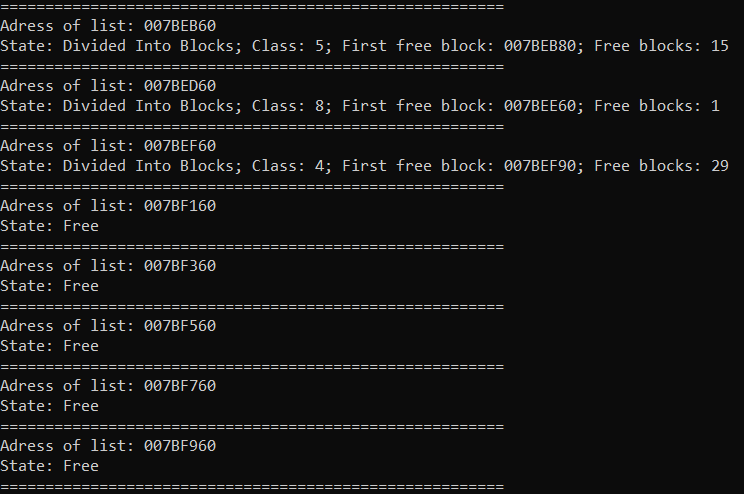 ========================================================
Adress of list: 007BEB60
State: Divided Into Blocks; Class: 5; First free block: 007BEB80; Free blocks: 15
========================================================
Adress of list: 007BED60
State: Divided Into Blocks; Class: 8; First free block: 007BEE60; Free blocks: 1
========================================================
Adress of list: 007BEF60
State: Divided Into Blocks; Class: 4; First free block: 007BEF90; Free blocks: 29
========================================================
Adress of list: 007BF160
State: Free
========================================================
Adress of list: 007BF360
State: Free
========================================================
Adress of list: 007BF560
State: Free
========================================================
Adress of list: 007BF760
State: Free
========================================================
Adress of list: 007BF960
State: Free
========================================================